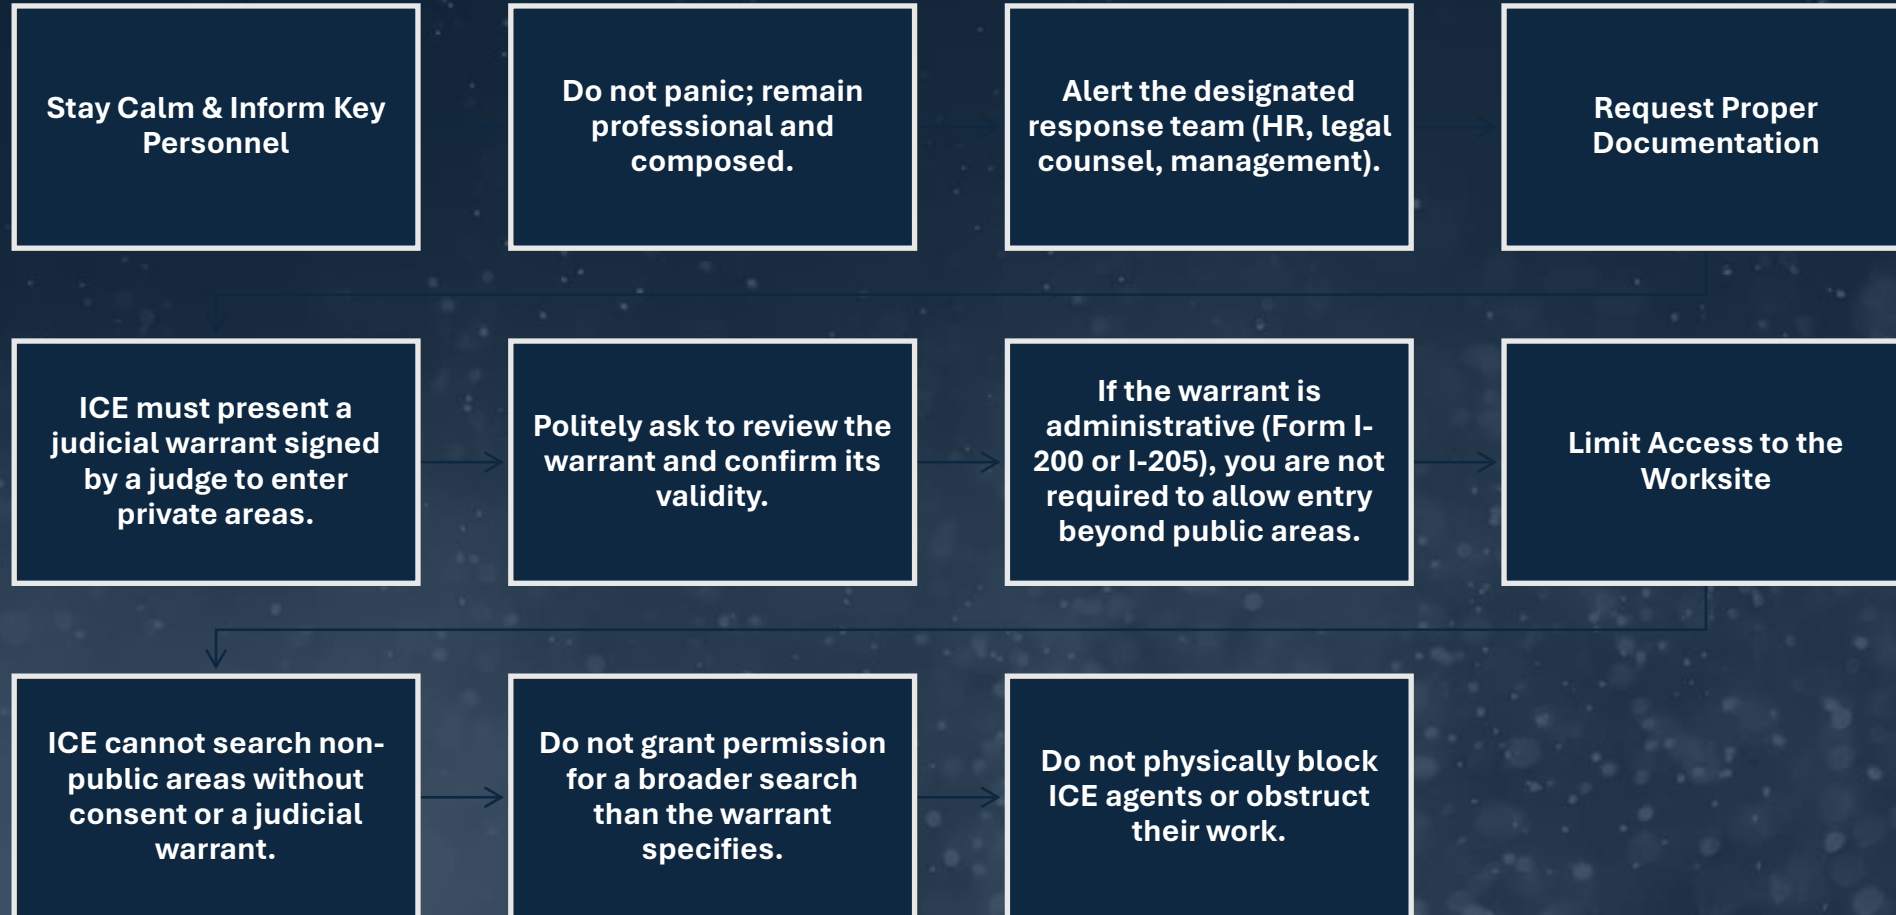 Stay Calm & Inform Key
Personnel
Do not panic; remain
professional and
composed.
Alert the designated
response team (HR, legal
counsel, management).
Request Proper
Documentation
ICE must present a
judicial warrant signed
by a judge to enter
private areas.
Politely ask to review the
warrant and confirm its
validity.
If the warrant is
administrative (Form I-
200 or I-205), you are not
required to allow entry
beyond public areas.
Limit Access to the
Worksite
ICE cannot search non-
public areas without
consent or a judicial
warrant.
Do not grant permission
for a broader search
than the warrant
specifies.
Do not physically block
ICE agents or obstruct
their work.